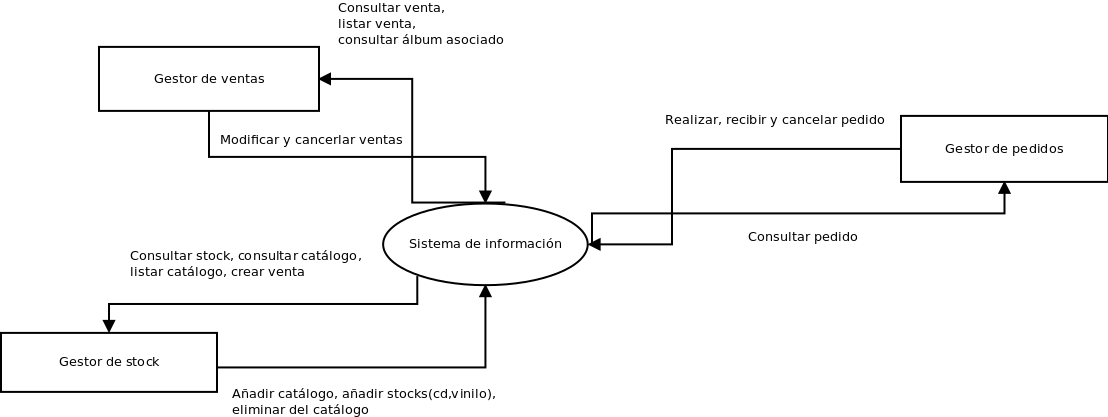 Consultar venta,
listar venta,
consultar álbum asociado
Gestor de ventas
Modificar y cancerlar ventas
Realizar, recibir y cancelar pedido
Gestor de pedidos
Consultar pedido
Sistema de información
Consultar stock, consultar catálogo,
listar catálogo, crear venta
Gestor de stock
Añadir catálogo, añadir stocks(cd,vinilo),
eliminar del catálogo